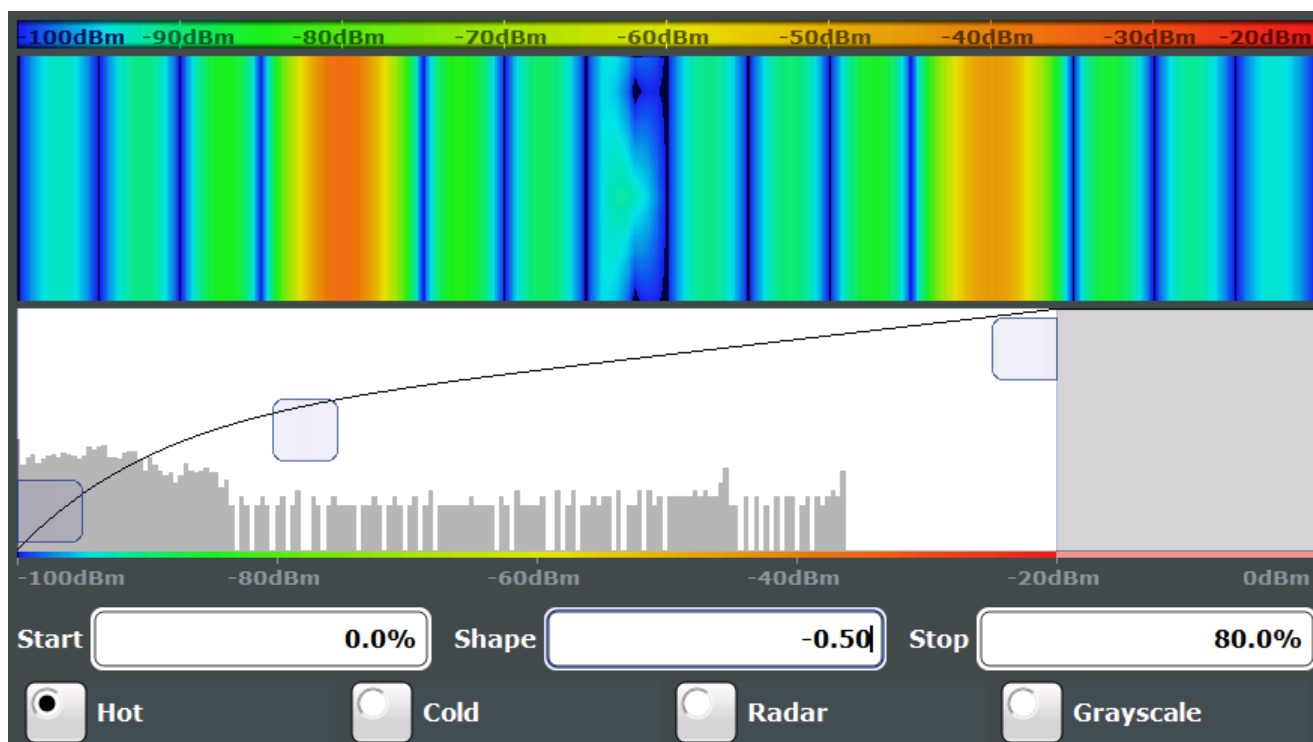 -100dBm -90dBm -80dBm -70dBm -60dBm -50dBm -40dBm -30dBm -20dBm
-100dBm -80dBm -60dBm -40dBm -20dBm 0dBm
Start 0.0% Shape -0.50 Stop 80.0%
Hot Cold Radar Grayscale